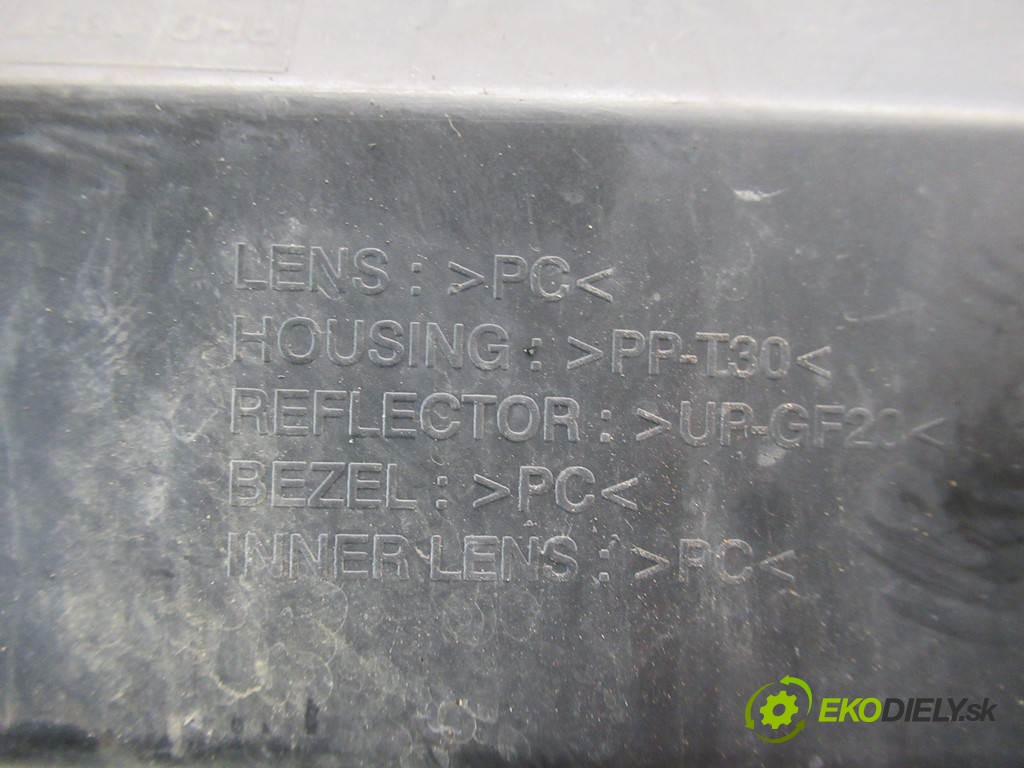 LENS : >PC<
HOUSING : >PP-T30<
REFLECTOR : >UP-GF20<
BEZEL : >PC<
INNER LENS : >PC<
EKODIELY.sk